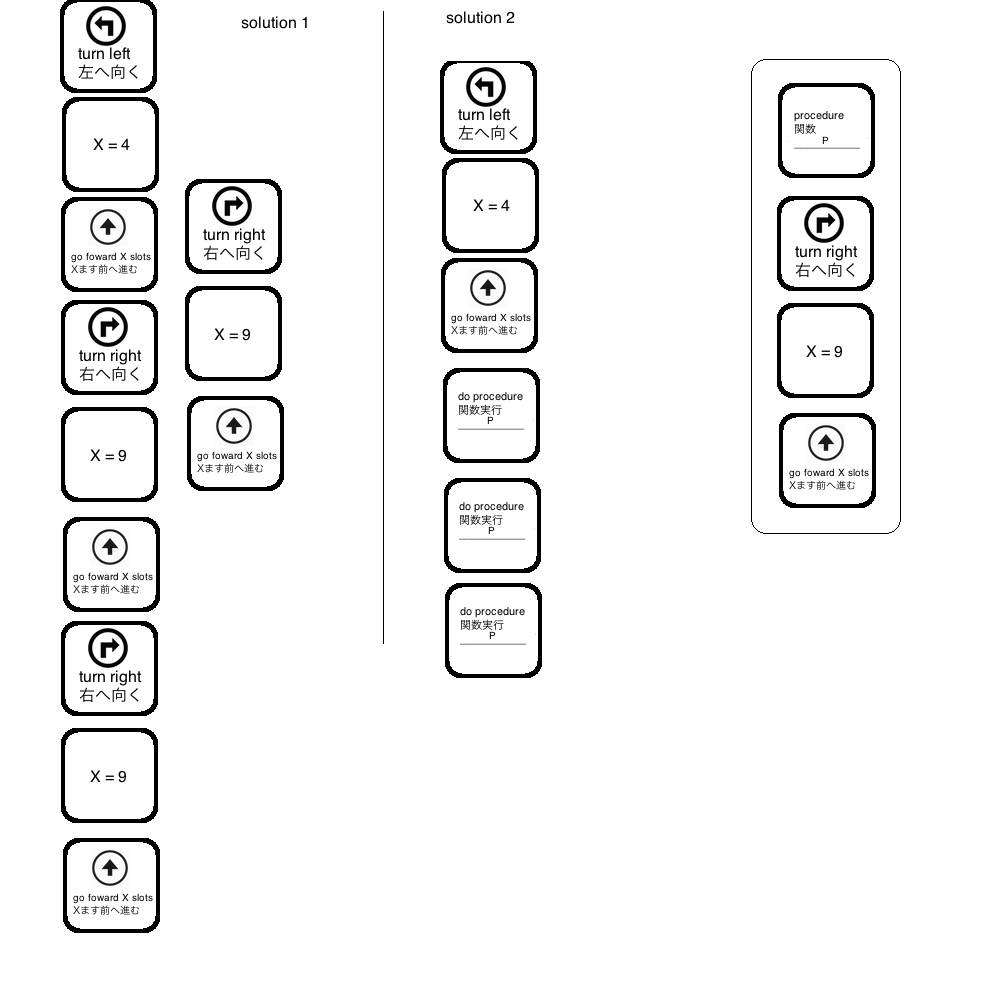 solution 1
turn left
左へ向く
X = 4
go foward X slots
Xます前へ進む
turn right
右へ向く
X = 9
go foward X slots
Xます前へ進む
turn right
右へ向く
X = 9
go foward X slots
Xます前へ進む
turn right
右へ向く
X = 9
go foward X slots
Xます前へ進む
solution 2
turn left
左へ向く
X = 4
go foward X slots
Xます前へ進む
do procedure
関数実行
P
do procedure
関数実行
P
do procedure
関数実行
P
procedure
関数
P
turn right
右へ向く
X = 9
go foward X slots
Xます前へ進む